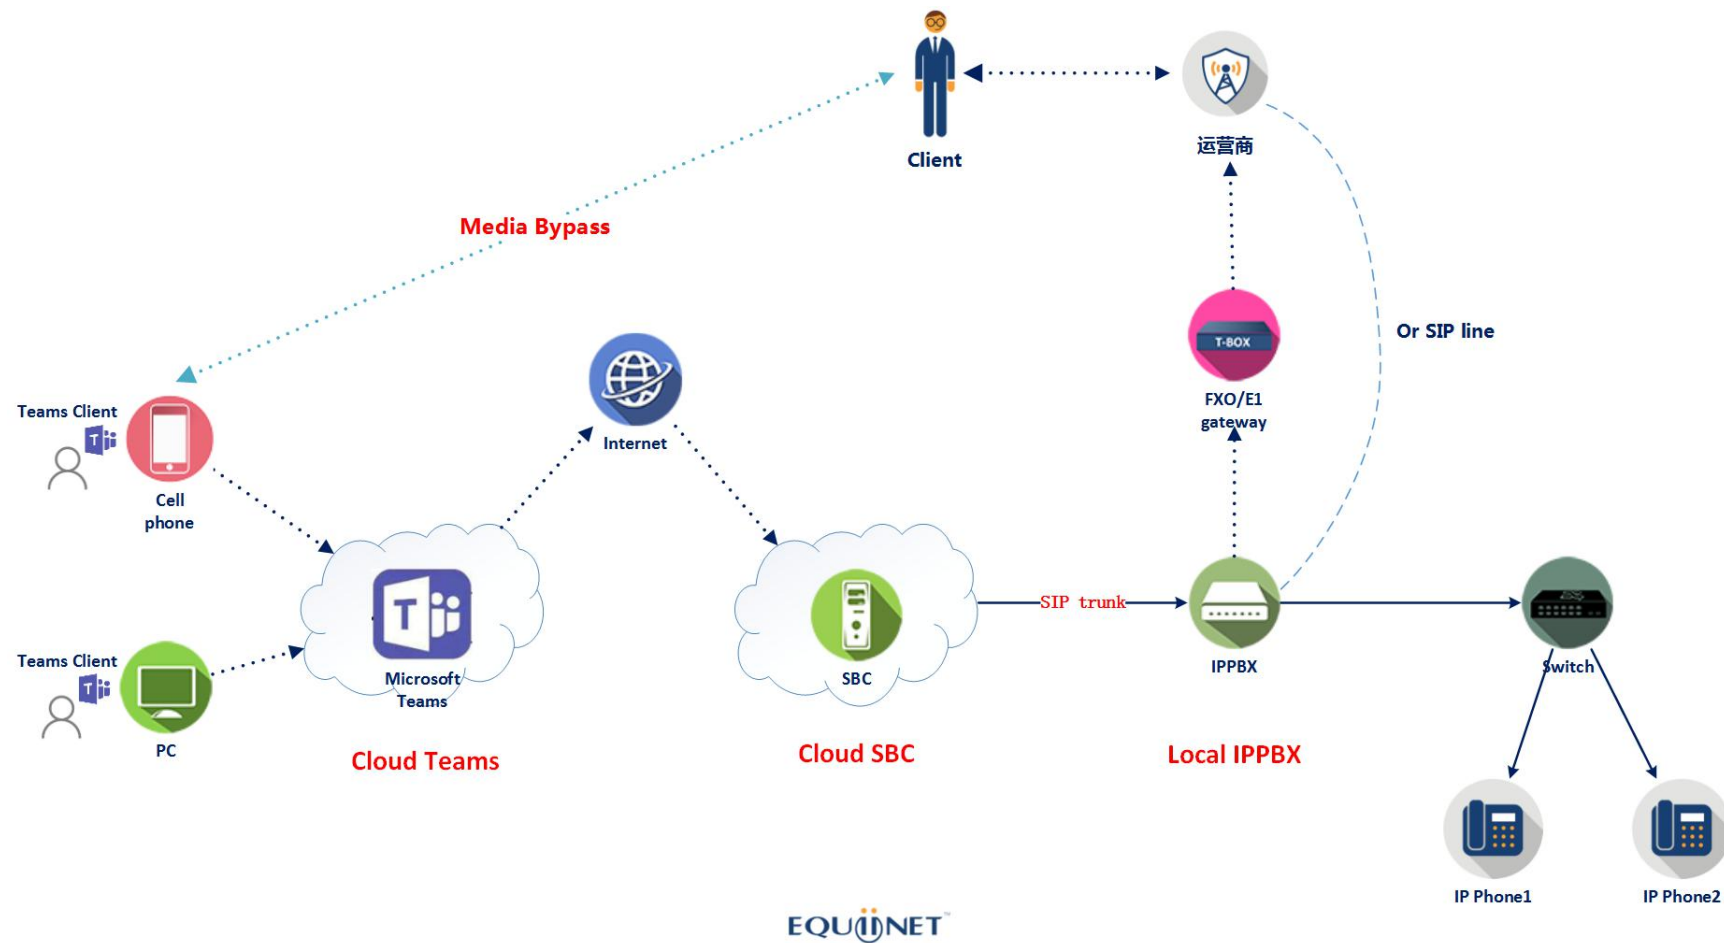 Client
运营商
Media Bypass
T-BOX
Or SIP line
FXO/E1
gateway
Teams Client
T
Internet
Cell
phone
T
SIP trunk
Microsoft
Teams
SBC
IPPBX
Switch
Teams Client
T
PC
Cloud Teams
Cloud SBC
Local IPPBX
IP Phone1
IP Phone2
EQUiiNET™